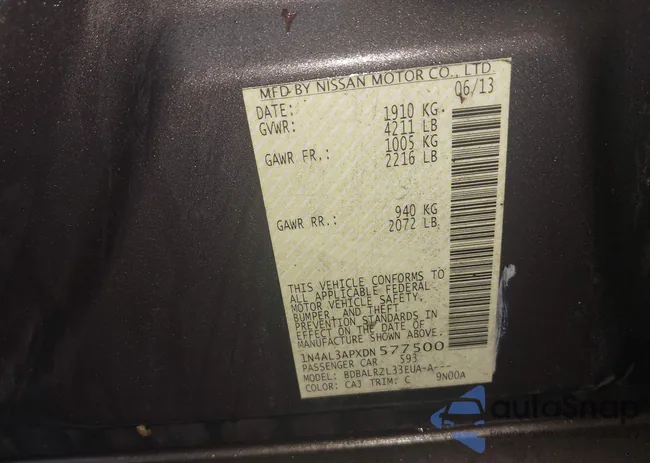 MFD BY NISSAN MOTOR CO., LTD.
DATE: 06/13
GVWR: 1910 KG
4211 LB
GAWR FR.: 1005 KG
2216 LB
GAWR RR.: 940 KG
2072 LB
THIS VEHICLE CONFORMS TO
ALL APPLICABLE FEDERAL
MOTOR VEHICLE SAFETY,
BUMPER, AND THEFT
PREVENTION STANDARDS IN
EFFECT ON THE DATE OF
MANUFACTURE SHOWN ABOVE.
1N4AL3APXDN577500
PASSENGER CAR 593
MODEL: BDBALRZL33EUA-A---
COLOR: CAJ TRIM: C 9N00A
autoSnap